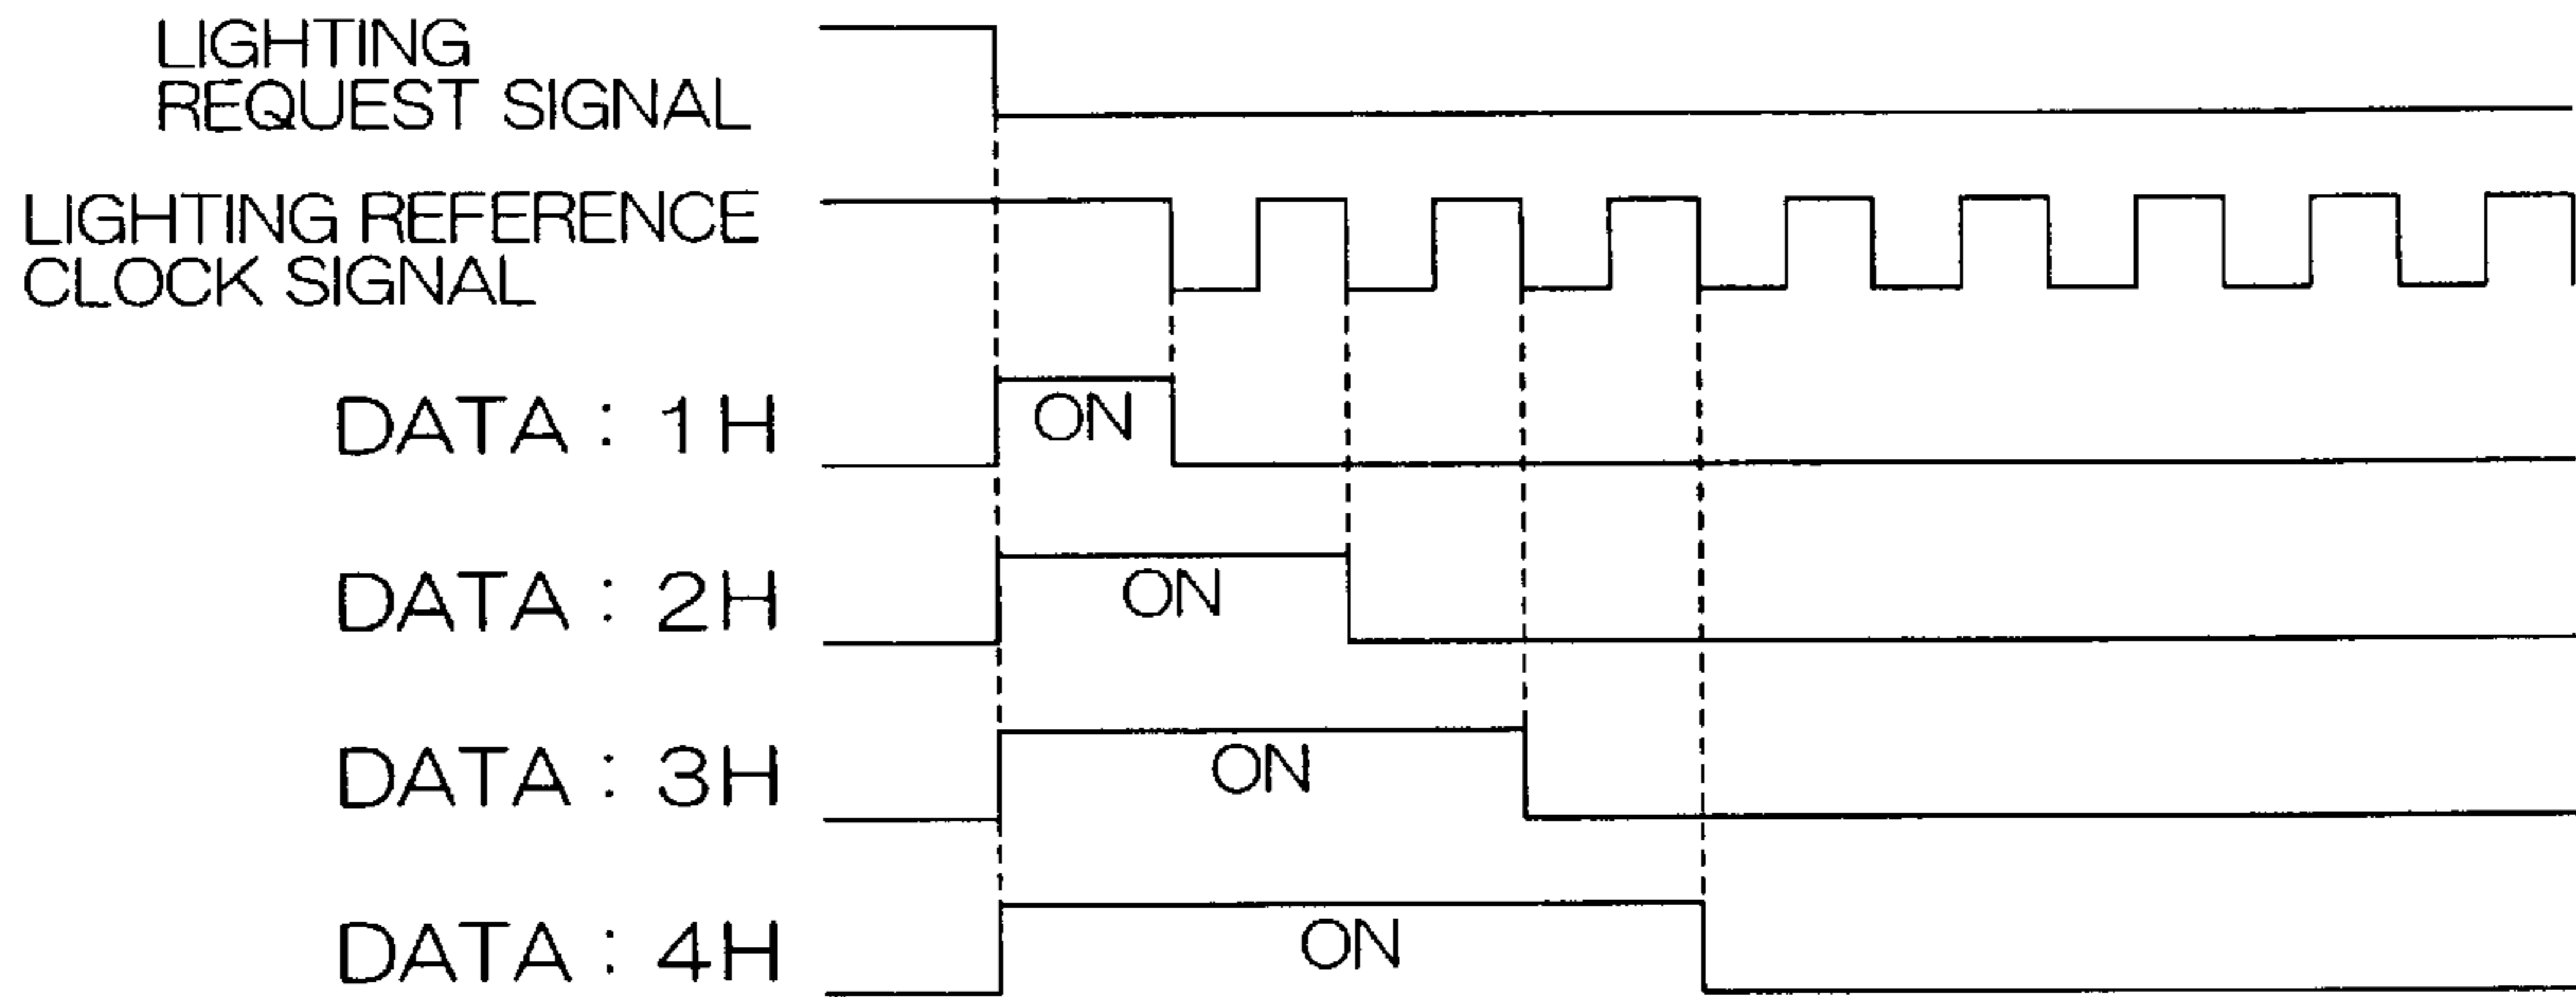 LIGHTING
REQUEST SIGNAL
LIGHTING REFERENCE
CLOCK SIGNAL
DATA : 1H
ON
DATA : 2H
ON
DATA : 3H
ON
DATA : 4H
ON